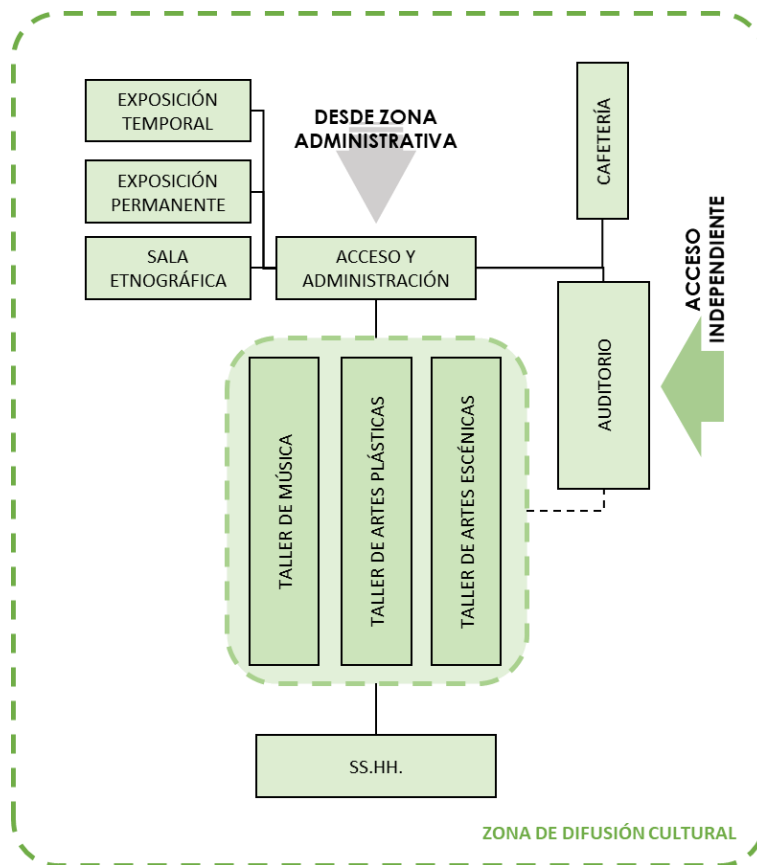 EXPOSICIÓN
TEMPORAL
DESDE ZONA
ADMINISTRATIVA
CAFETERÍA
EXPOSICIÓN
PERMANENTE
SALA
ETNOGRÁFICA
ACCESO Y
ADMINISTRACIÓN
ACCESO
INDEPENDIENTE
AUDITORIO
TALLER DE MÚSICA
TALLER DE ARTES PLÁSTICAS
TALLER DE ARTES ESCÉNICAS
SS.HH.
ZONA DE DIFUSIÓN CULTURAL